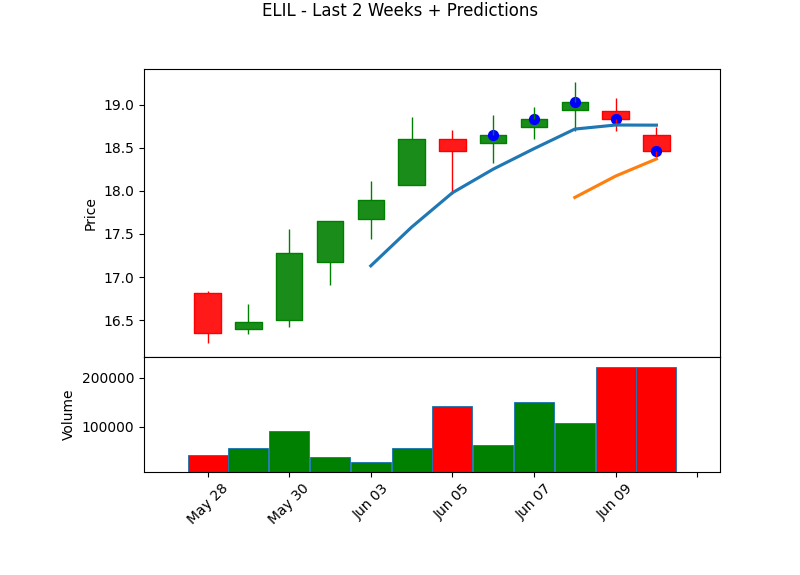 ELIL - Last 2 Weeks + Predictions
19.0
18.5
18.0
17.5
17.0
16.5
Price
200000
100000
Volume
May 28
May 30
Jun 03
Jun 05
Jun 07
Jun 09